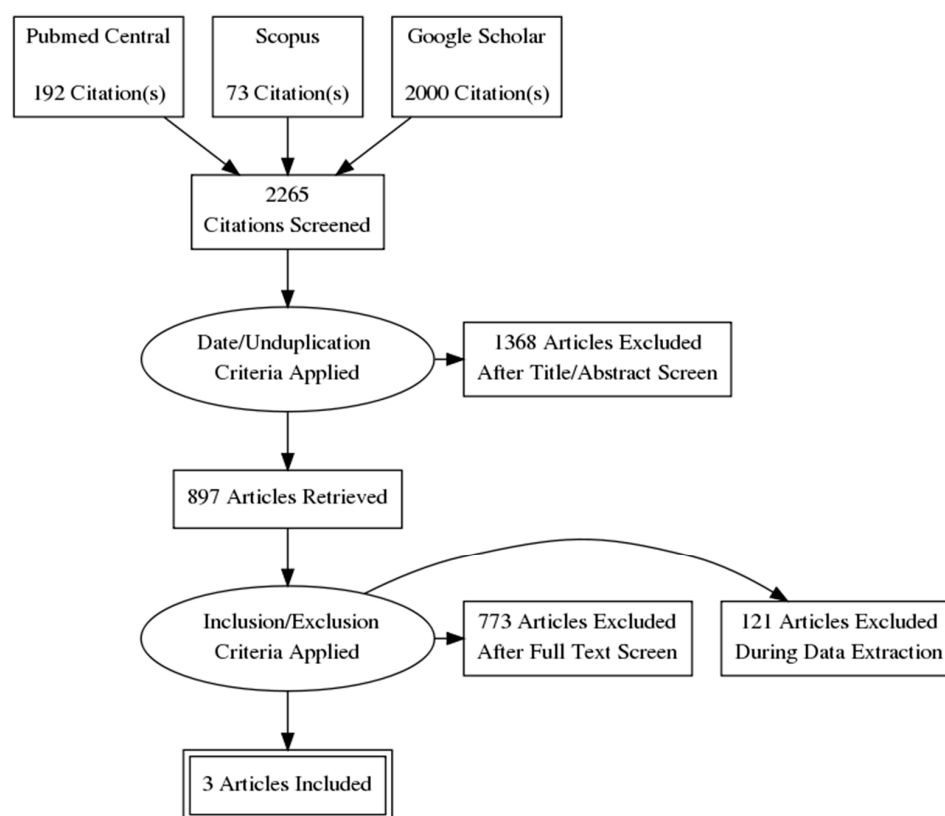 Pubmed Central
192 Citation(s)
Scopus
73 Citation(s)
Google Scholar
2000 Citation(s)
2265
Citations Screened
Date/Unduplication
Criteria Applied
1368 Articles Excluded
After Title/Abstract Screen
897 Articles Retrieved
Inclusion/Exclusion
Criteria Applied
773 Articles Excluded
After Full Text Screen
121 Articles Excluded
During Data Extraction
3 Articles Included